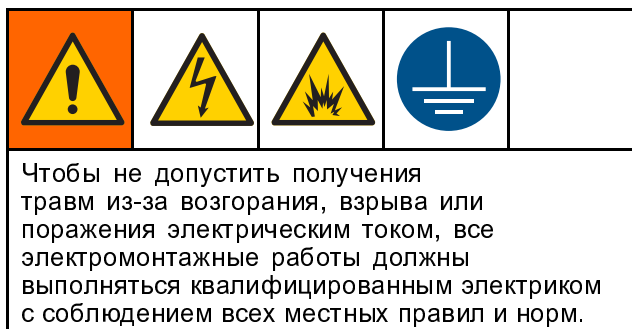 Чтобы не допустить получения
травм из-за возгорания, взрыва или
поражения электрическим током, все
электромонтажные работы должны
выполняться квалифицированным электриком
с соблюдением всех местных правил и норм.